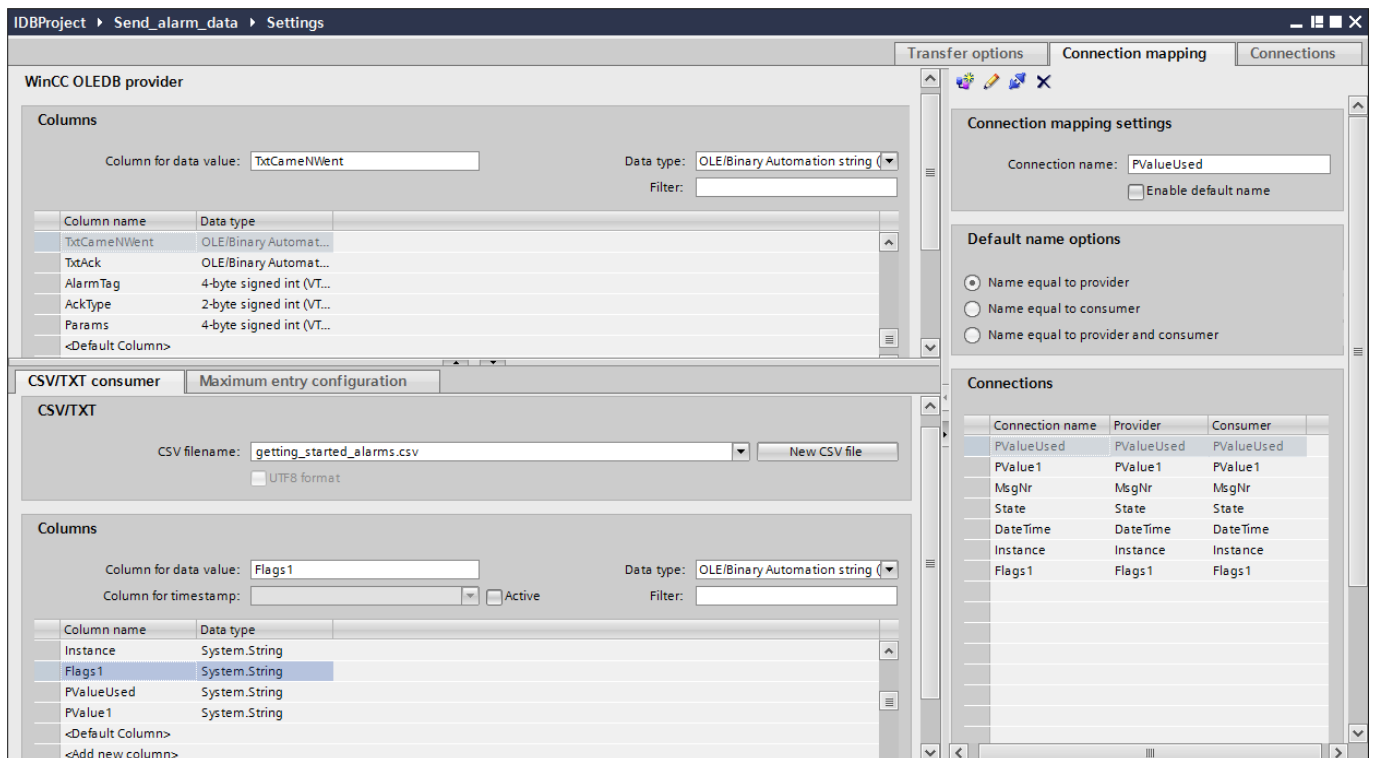 IDBProject ▸ Send_alarm_data ▸ Settings
Transfer options
Connection mapping
Connections
WinCC OLEDB provider
Columns
Column for data value: TxtCameNWent
Data type: OLE/Binary Automation string (
Filter:
Column name Data type
TxtCameNWent OLE/Binary Automat...
TxtAck OLE/Binary Automat...
AlarmTag 4-byte signed int (VT...
AckType 2-byte signed int (VT...
Params 4-byte signed int (VT...
<Default Column>
CSV/TXT consumer
Maximum entry configuration
CSV/TXT
CSV filename: getting_started_alarms.csv
New CSV file
UTF8 format
Columns
Column for data value: Flags1
Data type: OLE/Binary Automation string (
Column for timestamp:
Active
Filter:
Column name Data type
Instance System.String
Flags1 System.String
PValueUsed System.String
PValue1 System.String
<Default Column>
<Add new column>
Connection mapping settings
Connection name: PValueUsed
Enable default name
Default name options
Name equal to provider
Name equal to consumer
Name equal to provider and consumer
Connections
Connection name Provider Consumer
PValueUsed PValueUsed PValueUsed
PValue1 PValue1 PValue1
MsgNr MsgNr MsgNr
State State State
DateTime DateTime DateTime
Instance Instance Instance
Flags1 Flags1 Flags1